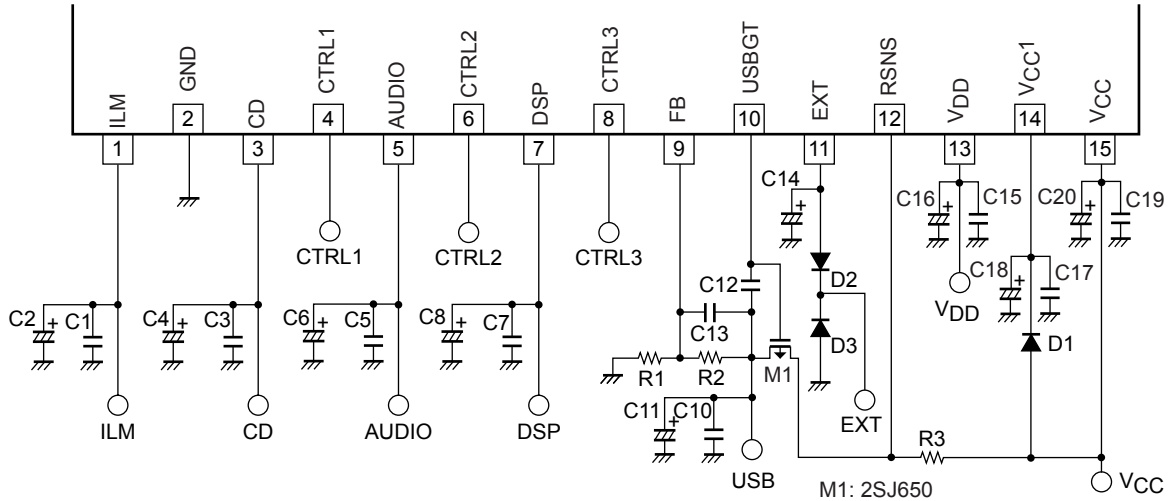 ILM
GND
CD
CTRL1
AUDIO
CTRL2
DSP
CTRL3
FB
USBGT
EXT
RSNS
VDD
VCC1
VCC
1
2
3
4
5
6
7
8
9
10
11
12
13
14
15
C14
+
C16
+
C15
C20
+
C19
CTRL1
CTRL2
CTRL3
D2
C12
C18
+
C17
VDD
C2
+
C1
C4
+
C3
C6
+
C5
C8
+
C7
C13
D3
D1
R1
R2
M1
C11
+
C10
EXT
ILM
CD
AUDIO
DSP
R3
USB
M1: 2SJ650
VCC